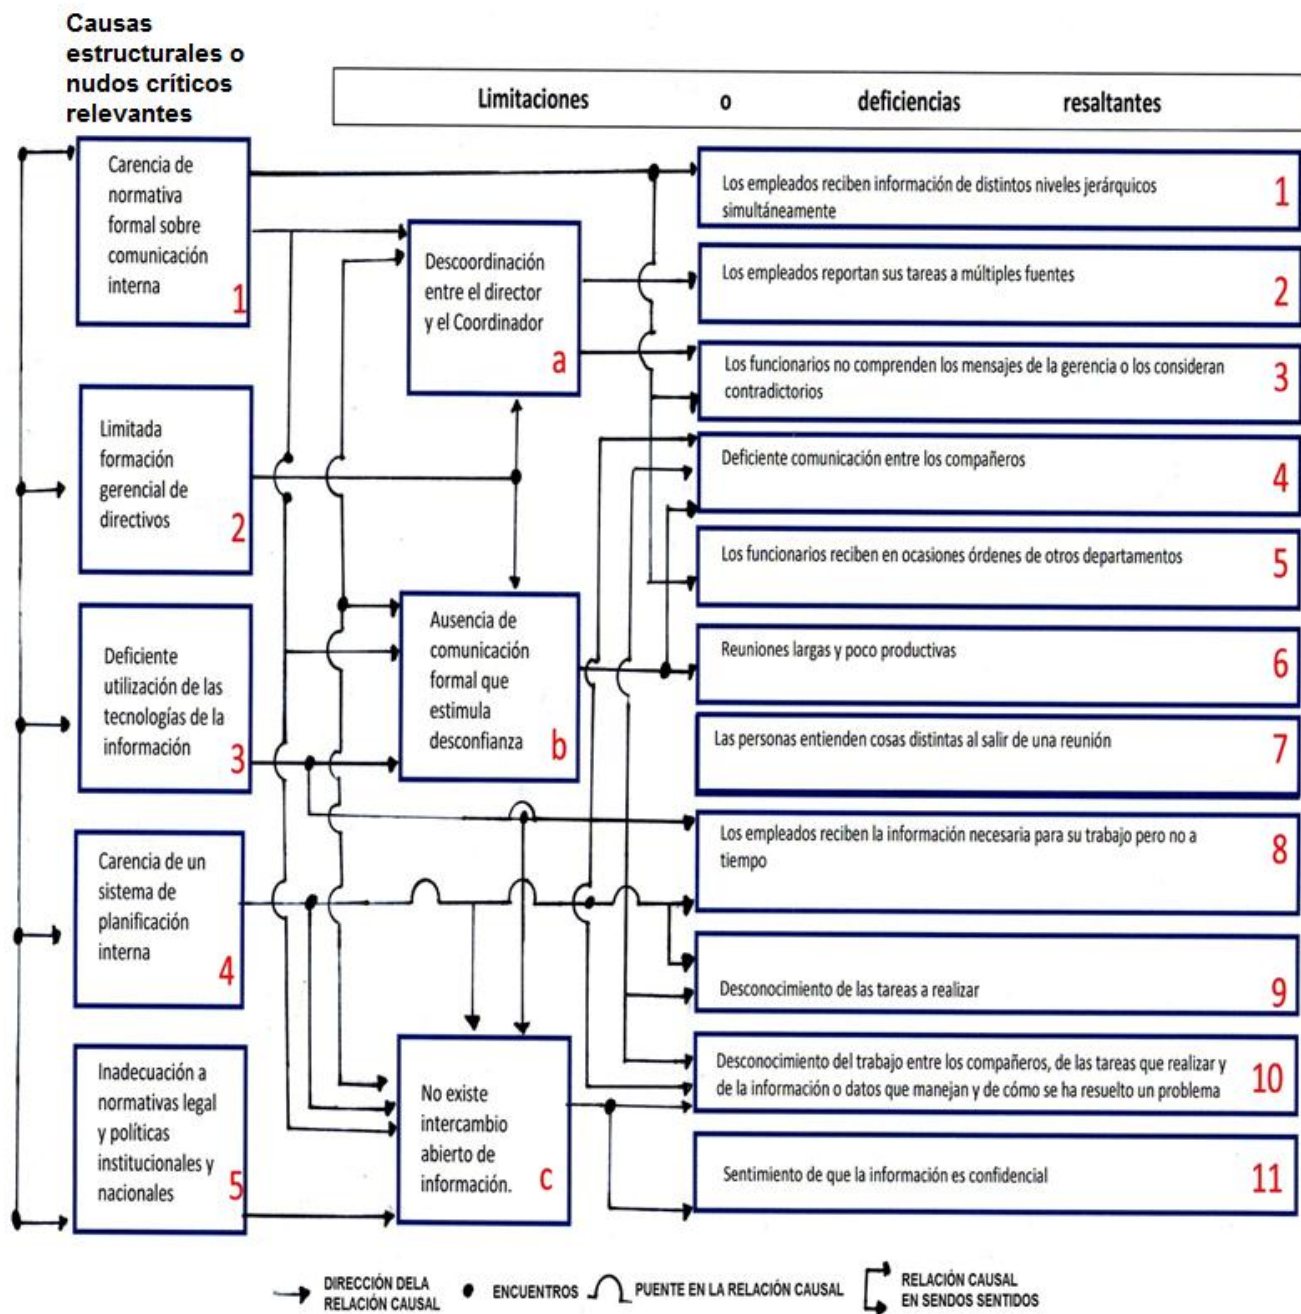 Causas
estructurales o
nudos críticos
relevantes
Limitaciones o deficiencias resaltantes
Carencia de
normativa
formal sobre
comunicación
interna
1
Limitada
formación
gerencial de
directivos
2
Deficiente
utilización de las
tecnologías de la
información
3
Carencia de un
sistema de
planificación
interna
4
Inadecuación a
normativas legal
y políticas
institucionales y
nacionales
5
Descoordinación
entre el director
y el Coordinador
a
Ausencia de
comunicación
formal que
estimula
desconfianza
b
No existe
intercambio
abierto de
información.
c
Los empleados reciben información de distintos niveles jerárquicos
simultáneamente
1
Los empleados reportan sus tareas a múltiples fuentes
2
Los funcionarios no comprenden los mensajes de la gerencia o los consideran
contradictorios
3
Deficiente comunicación entre los compañeros
4
Los funcionarios reciben en ocasiones órdenes de otros departamentos
5
Reuniones largas y poco productivas
6
Las personas entienden cosas distintas al salir de una reunión
7
Los empleados reciben la información necesaria para su trabajo pero no a
tiempo
8
Desconocimiento de las tareas a realizar
9
Desconocimiento del trabajo entre los compañeros, de las tareas que realizar y
de la información o datos que manejan y de cómo se ha resuelto un problema
10
Sentimiento de que la información es confidencial
11
DIRECCIÓN DELA
RELACIÓN CAUSAL
ENCUENTROS
PUENTE EN LA RELACIÓN CAUSAL
RELACIÓN CAUSAL
EN SENDOS SENTIDOS